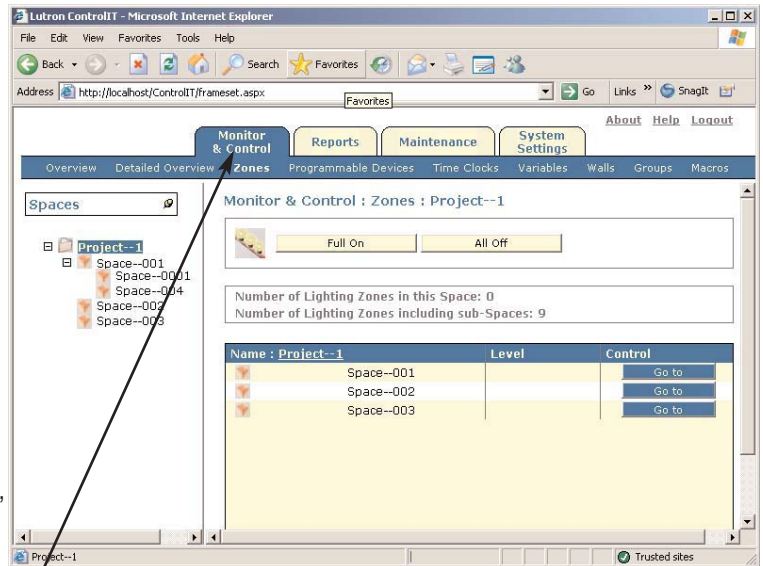 Lutron ControlIT - Microsoft Internet Explorer
File Edit View Favorites Tools Help
Back Search Favorites
Address http://localhost/ControlIT/frameset.aspx Go Links » SnagIt
Favorites
About Help Logout
Monitor & Control Reports Maintenance System Settings
Overview Detailed Overview Zones Programmable Devices Time Clocks Variables Walls Groups Macros
Spaces
Project--1
Space--001
Space--0001
Space--004
Space--002
Space--003
Monitor & Control : Zones : Project--1
Full On All Off
Number of Lighting Zones in this Space: 0
Number of Lighting Zones including sub-Spaces: 9
Name : Project--1 Level Control
Space--001 Go to
Space--002 Go to
Space--003 Go to
,
Project--1 Trusted sites